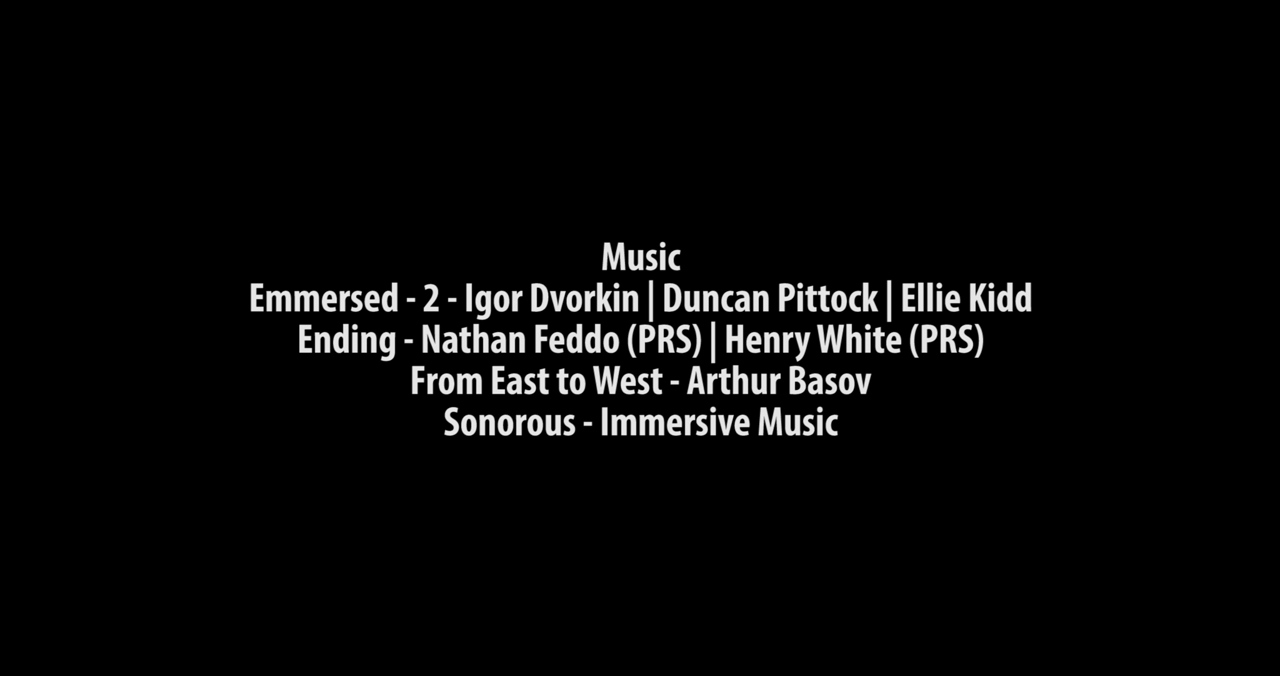 Music
Emmersed - 2 - Igor Dvorkin | Duncan Pittock | Ellie Kidd
Ending - Nathan Feddo (PRS) | Henry White (PRS)
From East to West - Arthur Basov
Sonorous - Immersive Music